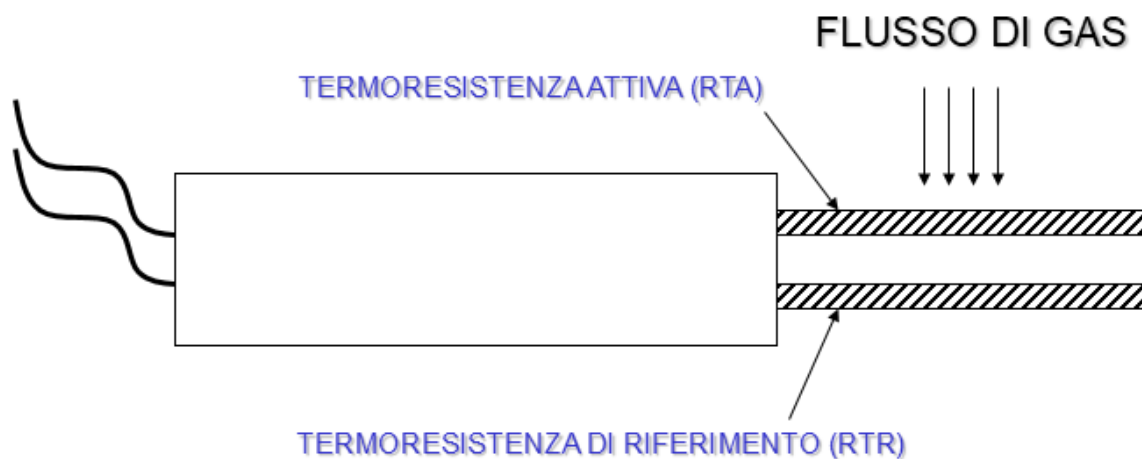 FLUSSO DI GAS
TERMORESISTENZA ATTIVA (RTA)
TERMORESISTENZA DI RIFERIMENTO (RTR)